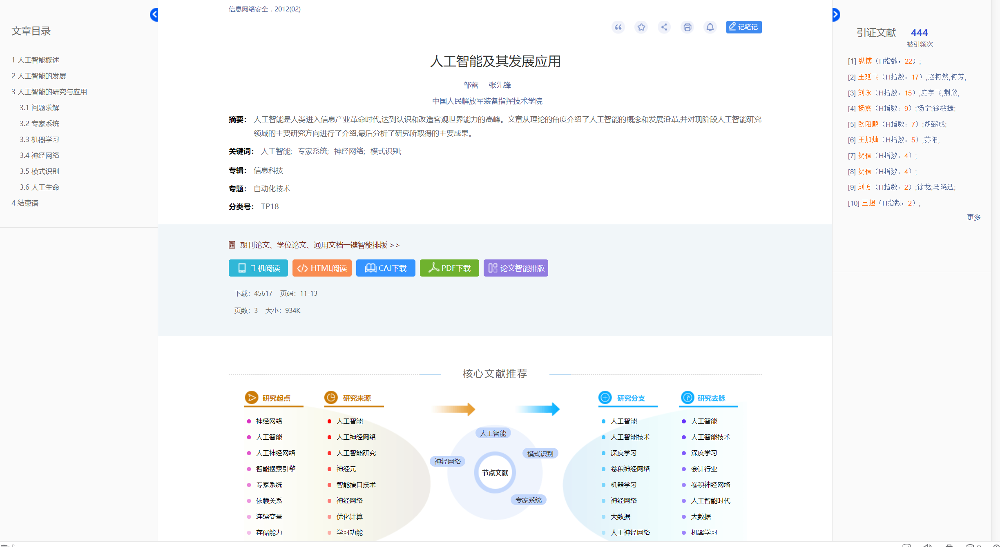 文章目录
1 人工智能概述
2 人工智能的发展
3 人工智能的研究与应用
3.1 问题求解
3.2 专家系统
3.3 机器学习
3.4 神经网络
3.5 模式识别
3.6 人工生命
4 结束语
信息网络安全 . 2012(02)
记笔记
人工智能及其发展应用
邹蕾 张先锋
中国人民解放军装备指挥技术学院
摘要： 人工智能是人类进入信息产业革命时代,达到认识和改造客观世界能力的高峰。文章从理论的角度介绍了人工智能的概念和发展沿革,并对现阶段人工智能研究
领域的主要研究方向进行了介绍,最后分析了研究所取得的主要成果。
关键词： 人工智能; 专家系统; 神经网络; 模式识别;
专辑： 信息科技
专题： 自动化技术
分类号： TP18
期刊论文、学位论文、通用文档一键智能排版 >>
手机阅读 HTML阅读 CAJ下载 PDF下载 论文智能排版
下载：45617 页码：11-13
页数：3 大小：934K
核心文献推荐
研究起点
神经网络
人工智能
人工神经网络
智能搜索引擎
专家系统
依赖关系
连续变量
存储能力
研究来源
人工智能
人工神经网络
人工智能研究
神经元
智能接口技术
神经网络
优化计算
学习功能
人工智能
模式识别
神经网络
节点文献
专家系统
研究分支
人工智能
人工智能技术
深度学习
卷积神经网络
机器学习
神经网络
大数据
人工神经网络
研究去脉
人工智能
人工智能技术
深度学习
会计行业
卷积神经网络
人工智能时代
大数据
机器学习
引证文献 444
被引频次
[1] 纵博（H指数：22）;
[2] 王延飞（H指数：17）;赵柯然;何芳;
[3] 刘永（H指数：15）;庞宇飞;荆欣;
[4] 杨震（H指数：9）;杨宁;徐敏捷;
[5] 欧阳鹏（H指数：7）;胡弼成;
[6] 王加灿（H指数：5）;苏阳;
[7] 贺倩（H指数：4）;
[8] 贺倩（H指数：4）;
[9] 刘方（H指数：2）;徐龙;马晓迅;
[10] 王超（H指数：2）;
更多